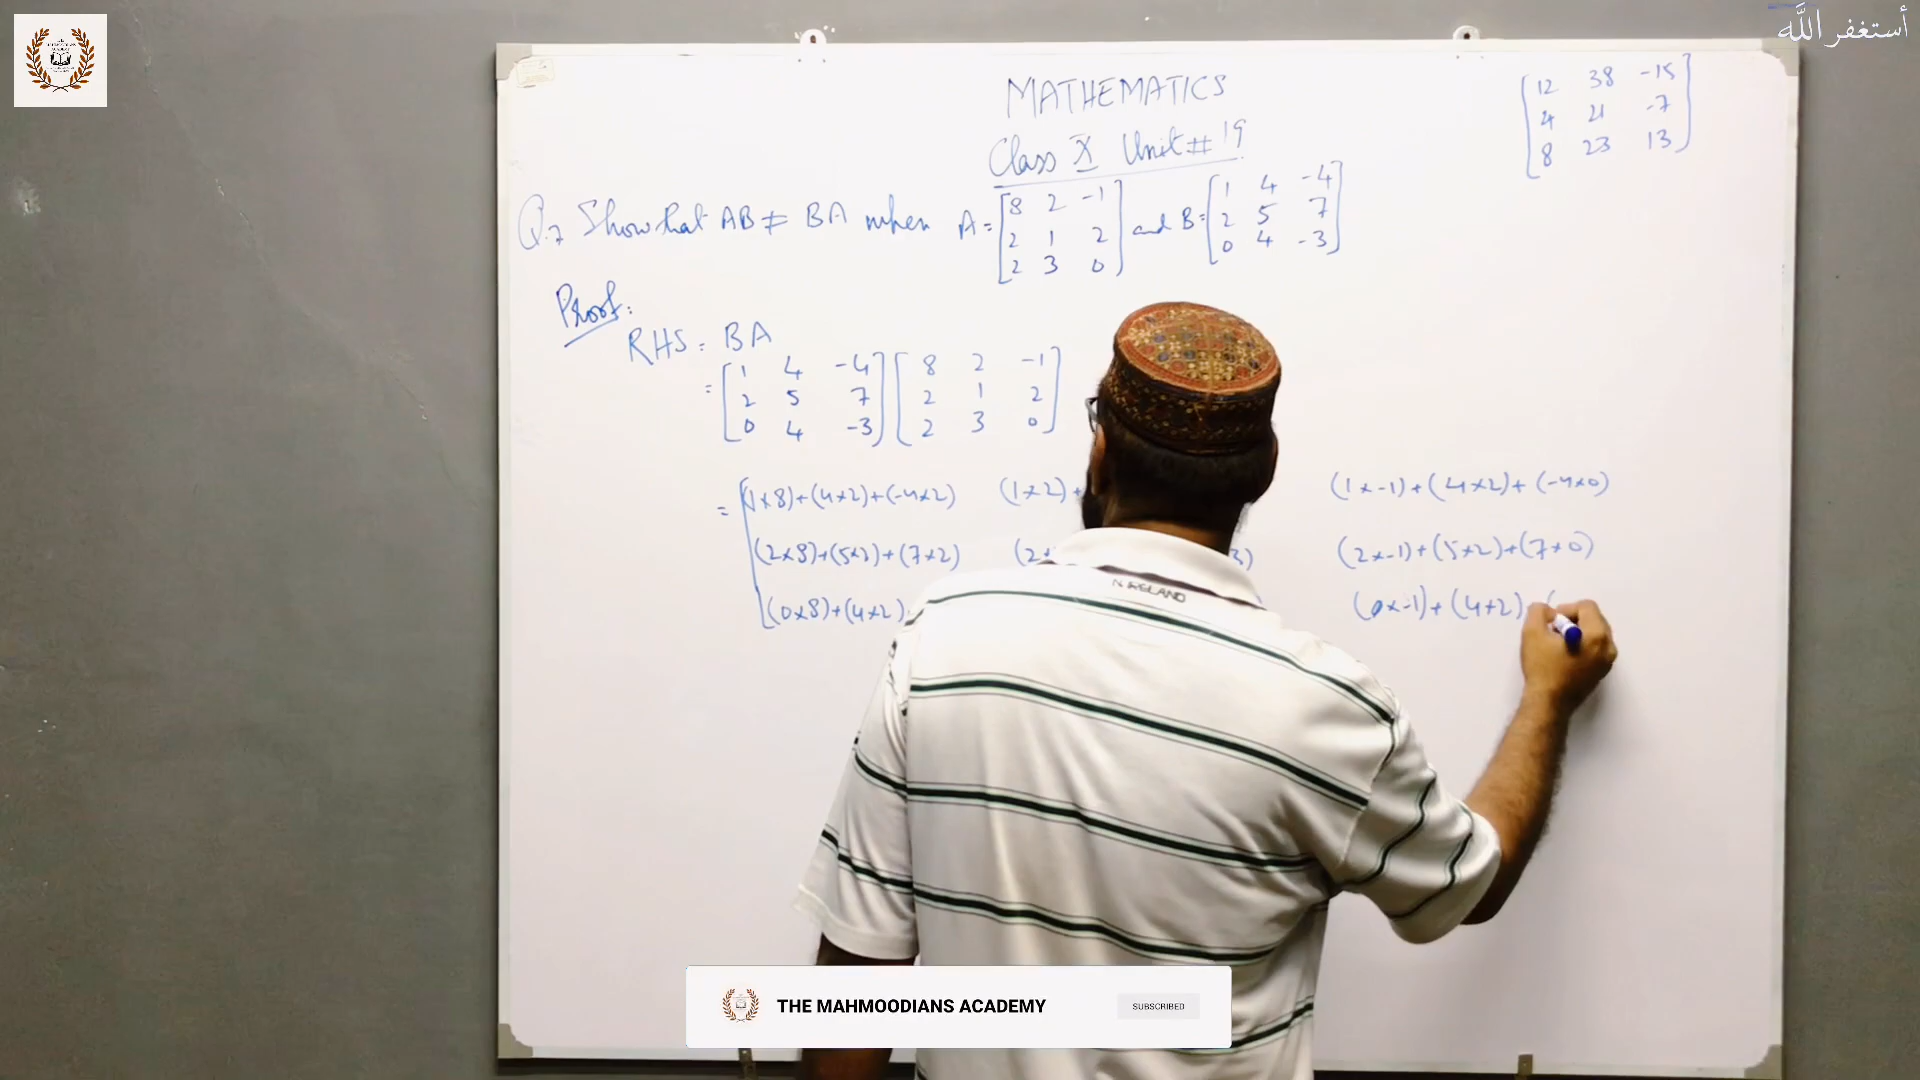 أستغفر الله
MATHEMATICS
Class X Unit # 19
12 38 -15
4 21 -7
8 23 13
Q.7 Show that AB ≠ BA when A = [8 2 -1 and B = [1 4 -4
2 1 2 2 5 7
2 3 0] 0 4 -3]
Proof:
RHS = BA
= [1 4 -4 [8 2 -1
2 5 7 2 1 2
0 4 -3] 2 3 0]
= (1×8)+(4×2)+(-4×2) (1×2)+ (1×-1)+(4×2)+(-4×0)
(2×8)+(5×2)+(7×2) (2× 3) (2×-1)+(5×2)+(7×0)
(0×8)+(4×2) (0×-1)+(4×2)
N.IRELAND
THE MAHMOODIANS ACADEMY
SUBSCRIBED